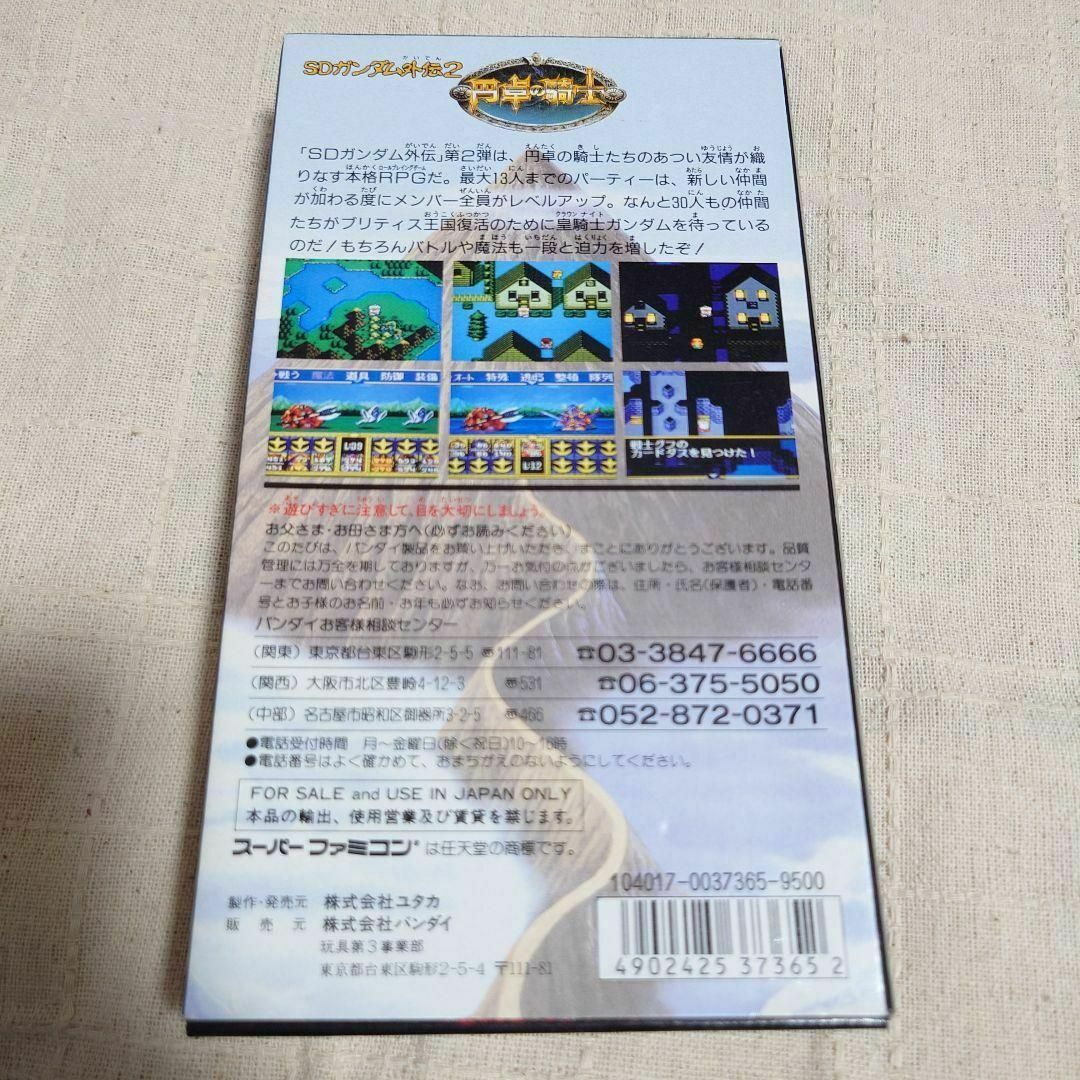 SDガンダム外伝2
がいでん
円卓の騎士
「SDガンダム外伝」第2弾は、円卓の騎士たちのあつい友情が織
りなす本格RPGだ。最大13人までのパーティーは、新しい仲間
が加わる度にメンバー全員がレベルアップ。なんと30人もの仲間
たちがブリティス王国復活のために皇騎士ガンダムを待っている
のだ！もちろんバトルや魔法も一段と迫力を増したぞ！
戦う 魔法 道具 防御 装備
オート 特殊 逃げる 整頓 隊列
戦士グフの
カードダスを見つけた！
※遊びすぎに注意して、目を大切にしましょう。
お父さま・お母さま方へ(必ずお読みください)
このたびは、バンダイ製品をお買い上げいただき、まことにありがとうございます。品質
管理には万全を期しておりますが、万一お気付の点がございましたら、お客様相談センタ
ーまでお問い合わせください。なお、お問い合わせの際は、住所・氏名(保護者)・電話番
号とお子様のお名前・お年も必ずお知らせください。
バンダイお客様相談センター
(関東) 東京都台東区駒形2-5-5 〒111-81 ☎03-3847-6666
(関西) 大阪市北区豊崎4-12-3 〒531 ☎06-375-5050
(中部) 名古屋市昭和区御器所3-2-5 〒466 ☎052-872-0371
●電話受付時間 月～金曜日(除く祝日)10～16時
●電話番号はよく確かめて、おまちがえのないようにしてください。
FOR SALE and USE IN JAPAN ONLY
本品の輸出、使用営業及び賃貸を禁じます。
スーパーファミコン®は任天堂の商標です。
104017-0037365-9500
製作・発売元 株式会社ユタカ
販売元 株式会社バンダイ
玩具第3事業部
東京都台東区駒形2-5-4 〒111-81
4902425 373652